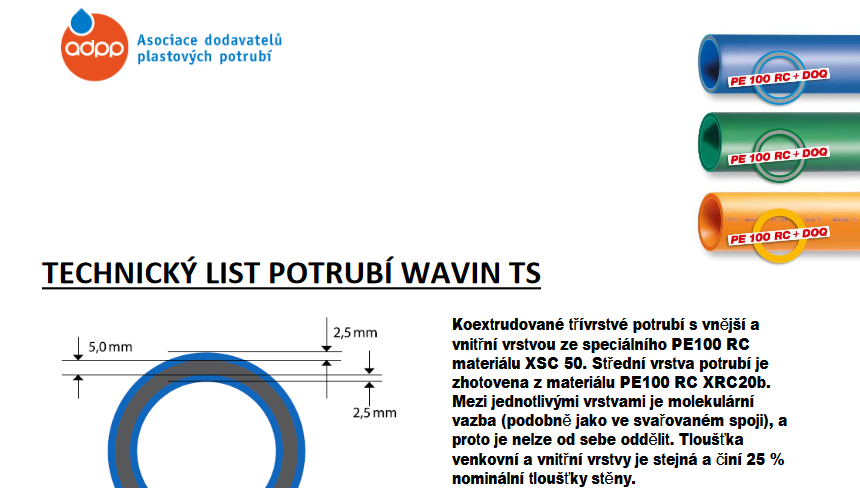 adpp
Asociace dodavatelů
plastových potrubí
PE 100 RC + DOQ
PE 100 RC + DOQ
PE 100 RC + DOQ
TECHNICKÝ LIST POTRUBÍ WAVIN TS
5,0 mm
2,5 mm
2,5 mm
Koextrudované třívrstvé potrubí s vnější a
vnitřní vrstvou ze speciálního PE100 RC
materiálu XSC 50. Střední vrstva potrubí je
zhotovena z materiálu PE100 RC XRC20b.
Mezi jednotlivými vrstvami je molekulární
vazba (podobně jako ve svařovaném spoji), a
proto je nelze od sebe oddělit. Tloušťka
venkovní a vnitřní vrstvy je stejná a činí 25 %
nominální tloušťky stěny.